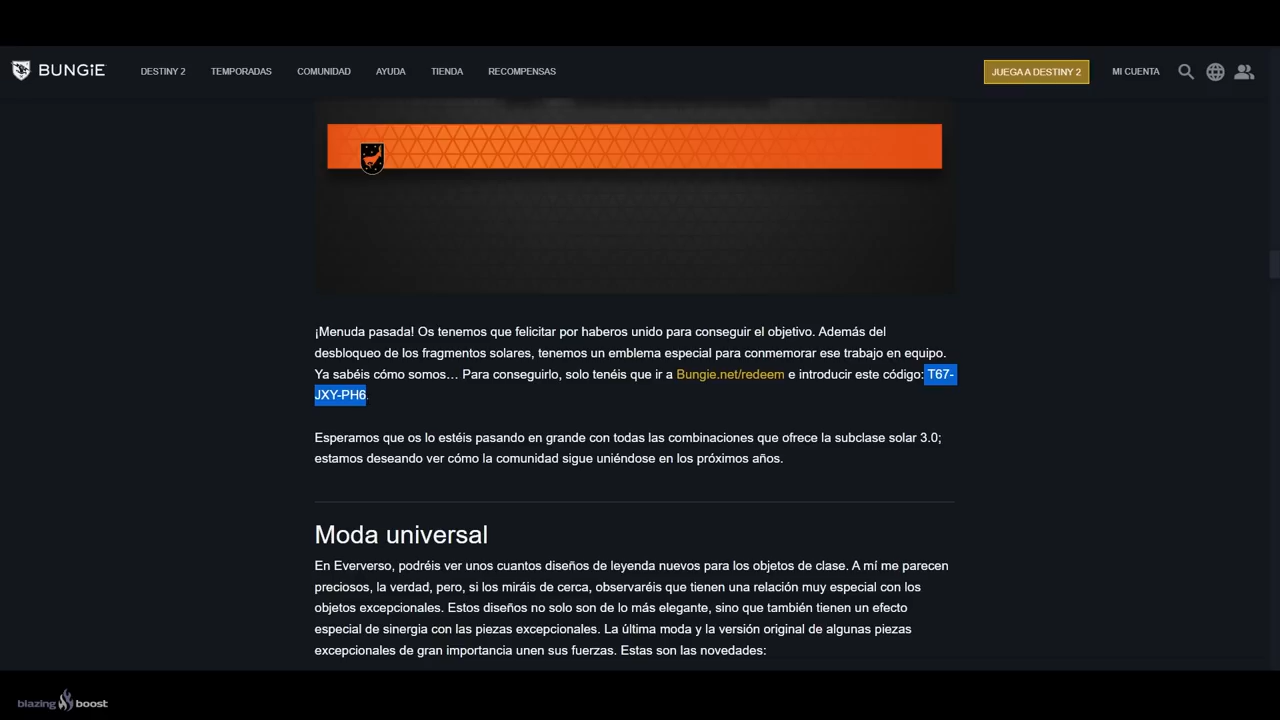 BUNGiE
DESTINY 2
TEMPORADAS
COMUNIDAD
AYUDA
TIENDA
RECOMPENSAS
JUEGA A DESTINY 2
MI CUENTA
¡Menuda pasada! Os tenemos que felicitar por haberos unido para conseguir el objetivo. Además del
desbloqueo de los fragmentos solares, tenemos un emblema especial para conmemorar ese trabajo en equipo.
Ya sabéis cómo somos… Para conseguirlo, solo tenéis que ir a Bungie.net/redeem e introducir este código: T67-
JXY-PH6.
Esperamos que os lo estéis pasando en grande con todas las combinaciones que ofrece la subclase solar 3.0;
estamos deseando ver cómo la comunidad sigue uniéndose en los próximos años.
Moda universal
En Eververso, podréis ver unos cuantos diseños de leyenda nuevos para los objetos de clase. A mí me parecen
preciosos, la verdad, pero, si los miráis de cerca, observaréis que tienen una relación muy especial con los
objetos excepcionales. Estos diseños no solo son de lo más elegante, sino que también tienen un efecto
especial de sinergia con las piezas excepcionales. La última moda y la versión original de algunas piezas
excepcionales de gran importancia unen sus fuerzas. Estas son las novedades:
blazing boost